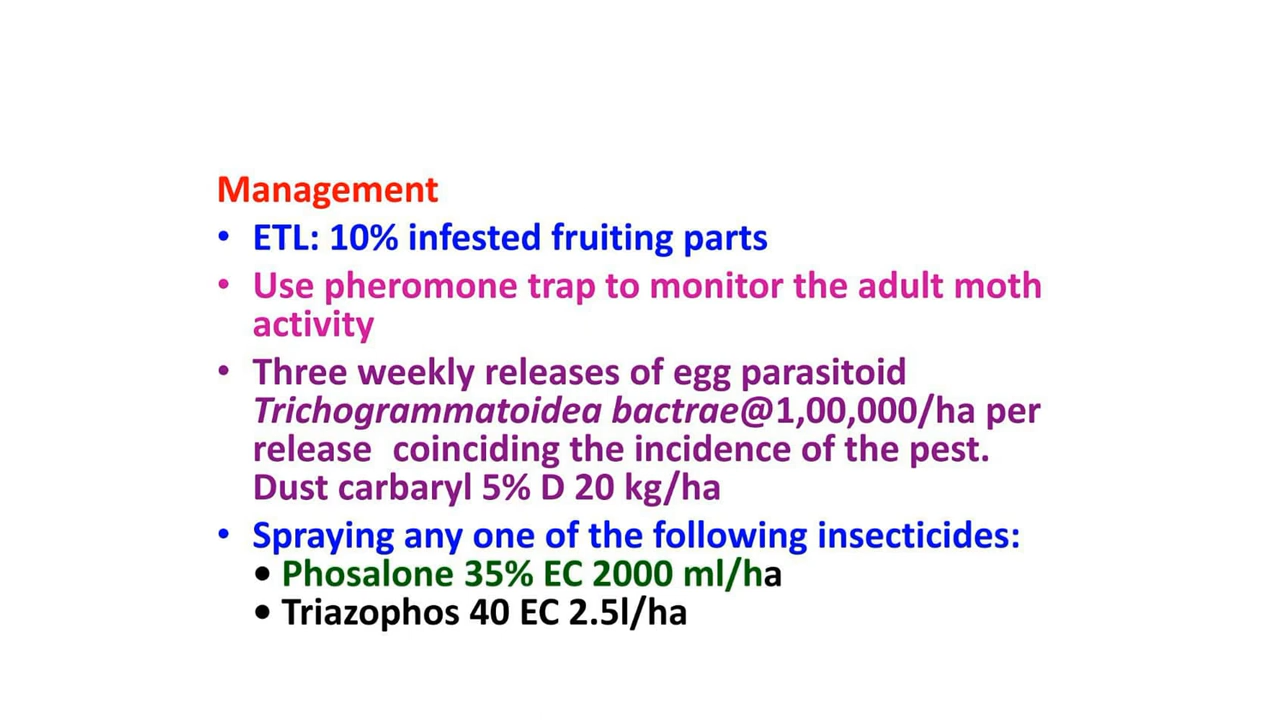 Management
• ETL: 10% infested fruiting parts
• Use pheromone trap to monitor the adult moth
activity
• Three weekly releases of egg parasitoid
Trichogrammatoidea bactrae@1,00,000/ha per
release  coinciding the incidence of the pest.
Dust carbaryl 5% D 20 kg/ha
• Spraying any one of the following insecticides:
• Phosalone 35% EC 2000 ml/ha
• Triazophos 40 EC 2.5l/ha